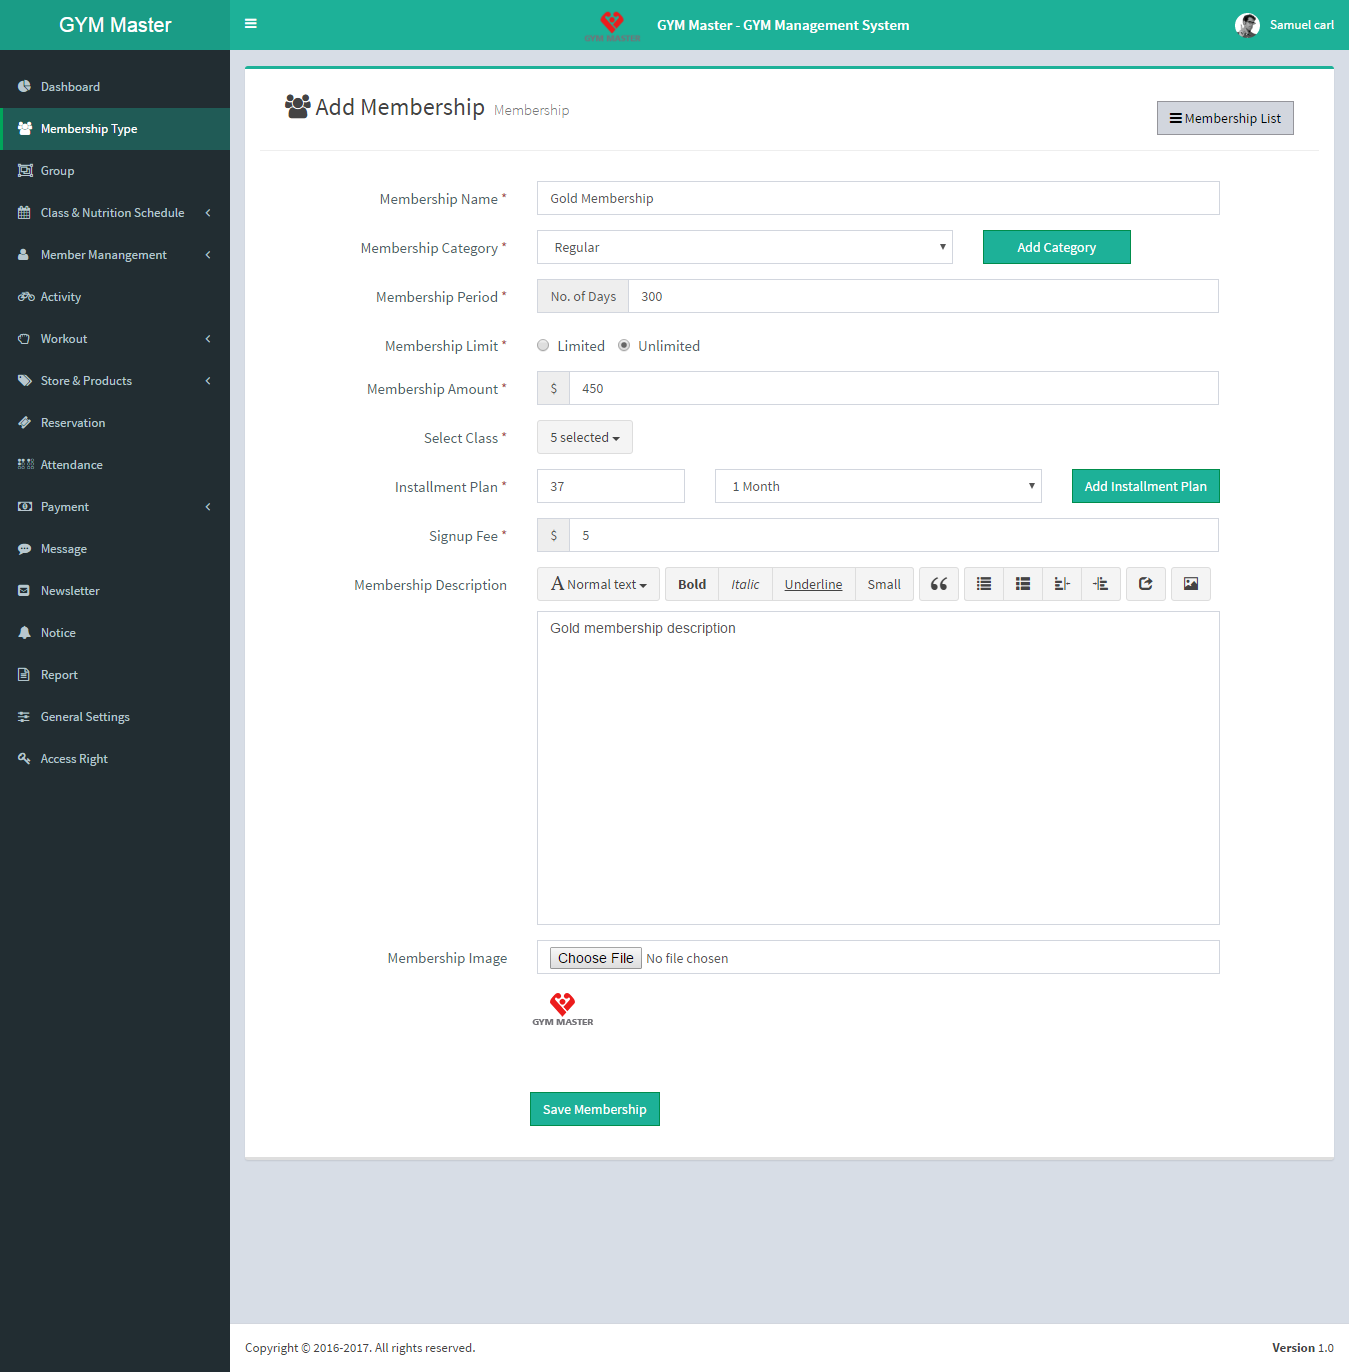 GYM Master
GYM MASTER
GYM Master - GYM Management System
Samuel carl
Dashboard
Membership Type
Group
Class & Nutrition Schedule
Member Manangement
Activity
Workout
Store & Products
Reservation
Attendance
Payment
Message
Newsletter
Notice
Report
General Settings
Access Right
Add Membership Membership
Membership List
Membership Name * Gold Membership
Membership Category * Regular Add Category
Membership Period * No. of Days 300
Membership Limit * Limited Unlimited
Membership Amount * $ 450
Select Class * 5 selected
Installment Plan * 37 1 Month Add Installment Plan
Signup Fee * $ 5
Membership Description A Normal text Bold Italic Underline Small
Gold membership description
Membership Image Choose File No file chosen
GYM MASTER
Save Membership
Copyright © 2016-2017. All rights reserved. Version 1.0